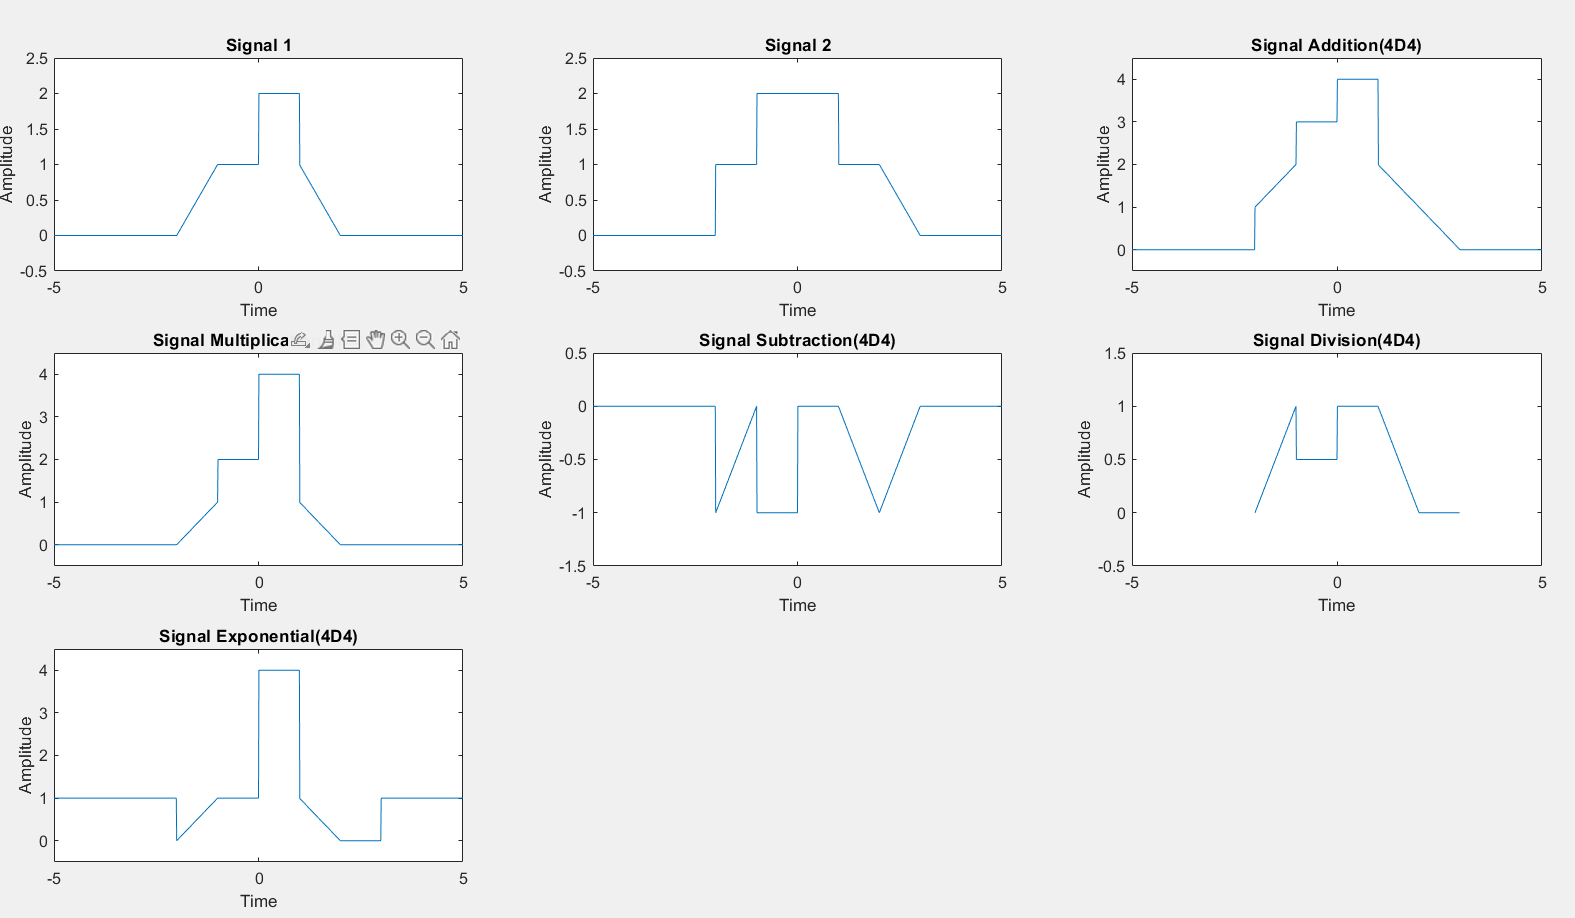 Signal 1
2.5
2
1.5
1
0.5
0
-0.5
-5 0 5
Amplitude
Time
Signal 2
2.5
2
1.5
1
0.5
0
-0.5
-5 0 5
Amplitude
Time
Signal Addition(4D4)
4
3
2
1
0
-5 0 5
Amplitude
Time
Signal Multiplica
4
3
2
1
0
-5 0 5
Amplitude
Time
Signal Subtraction(4D4)
0.5
0
-0.5
-1
-1.5
-5 0 5
Amplitude
Time
Signal Division(4D4)
1.5
1
0.5
0
-0.5
-5 0 5
Amplitude
Time
Signal Exponential(4D4)
4
3
2
1
0
-5 0 5
Amplitude
Time